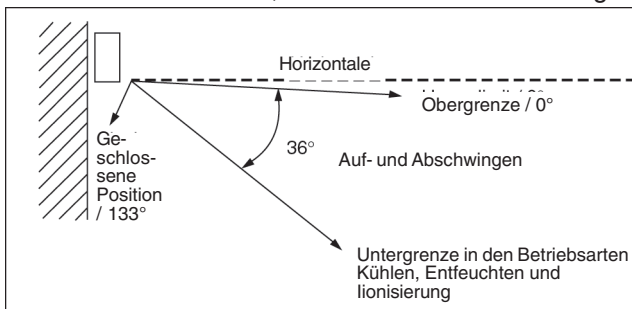 Horizontale
Obergrenze / 0°
Ge-
schlos-
sene
Position
/ 133°
36°
Auf- und Abschwingen
Untergrenze in den Betriebsarten
Kühlen, Entfeuchten und
Iionisierung